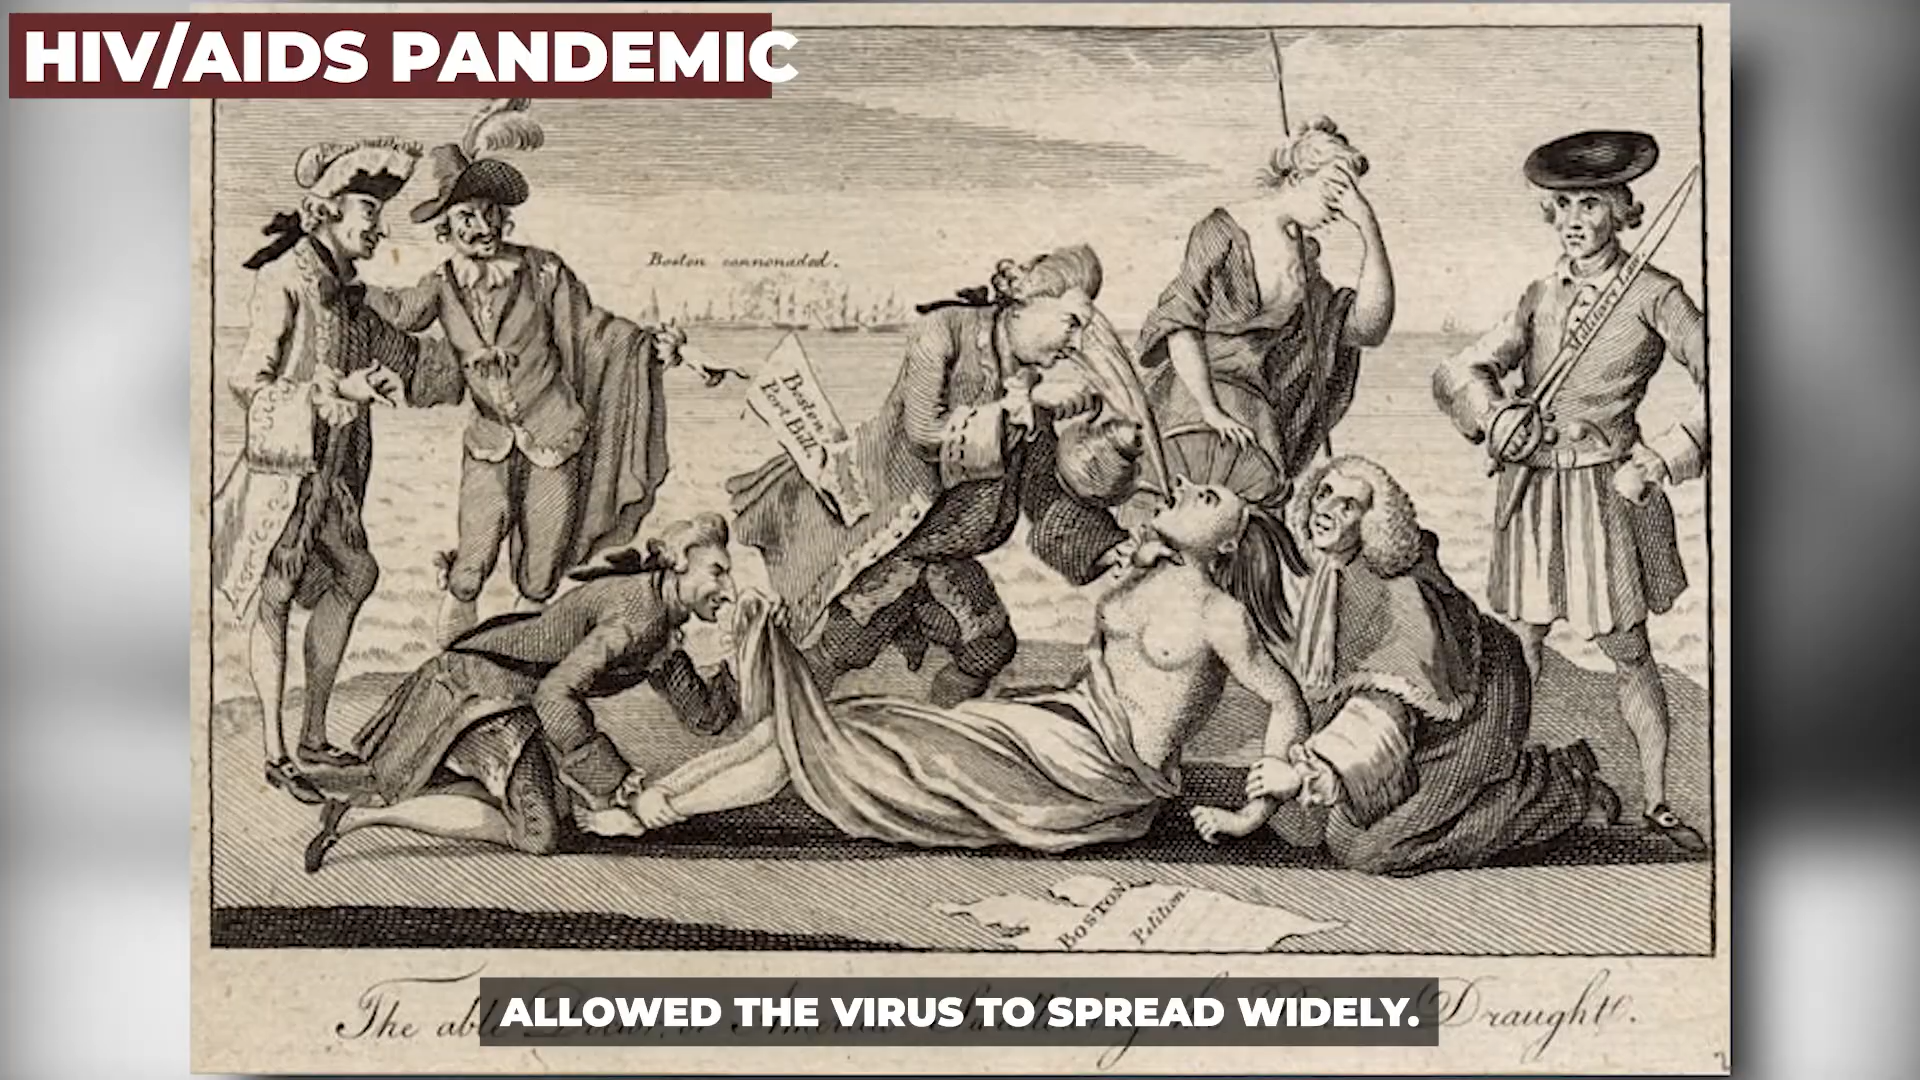 HIV/AIDS PANDEMIC
Boston cannonaded.
Boston
Port Bill.
Military Law
BOSTON
Petition
The able
Draught.
ALLOWED THE VIRUS TO SPREAD WIDELY.